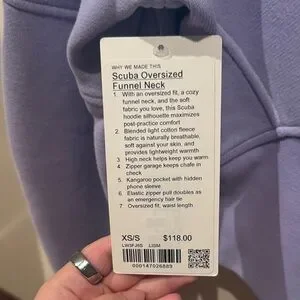 WHY WE MADE THIS
Scuba Oversized
Funnel Neck
1. With an oversized fit, a cozy
funnel neck, and the soft
fabric you love, this Scuba
hoodie silhouette maximizes
post-practice comfort
2. Blended light cotton fleece
fabric is naturally breathable,
soft against your skin, and
provides lightweight warmth
3 High neck helps keep you warm
4 Zipper garage keeps chafe in
check
5. Kangaroo pocket with hidden
phone sleeve
6. Elastic zipper pull doubles as
an emergency hair tie
7 Oversized fit, waist length
XS/S $118.00
LW3FJ8S
000147026889